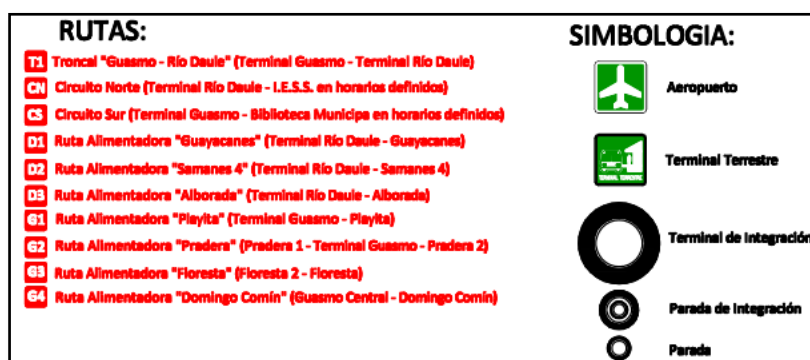 RUTAS:
T1 Troncal "Guasmo - Río Daule" (Terminal Guasmo - Terminal Río Daule)
CN Circuito Norte (Terminal Río Daule - I.E.S.S. en horarios definidos)
CS Circuito Sur (Terminal Guasmo - Biblioteca Municipa en horarios definidos)
D1 Ruta Alimentadora "Guayacanes" (Terminal Río Daule - Guayacanes)
D2 Ruta Alimentadora "Samanes 4" (Terminal Río Daule - Samanes 4)
D3 Ruta Alimentadora "Alborada" (Terminal Río Daule - Alborada)
G1 Ruta Alimentadora "Playita" (Terminal Guasmo - Playita)
G2 Ruta Alimentadora "Pradera" (Pradera 1 - Terminal Guasmo - Pradera 2)
G3 Ruta Alimentadora "Floresta" (Floresta 2 - Floresta)
G4 Ruta Alimentadora "Domingo Comín" (Guasmo Central - Domingo Comín)
SIMBOLOGIA:
Aeropuerto
TERMINAL TERRESTRE
Terminal Terrestre
Terminal de Integración
Parada de Integración
Parada